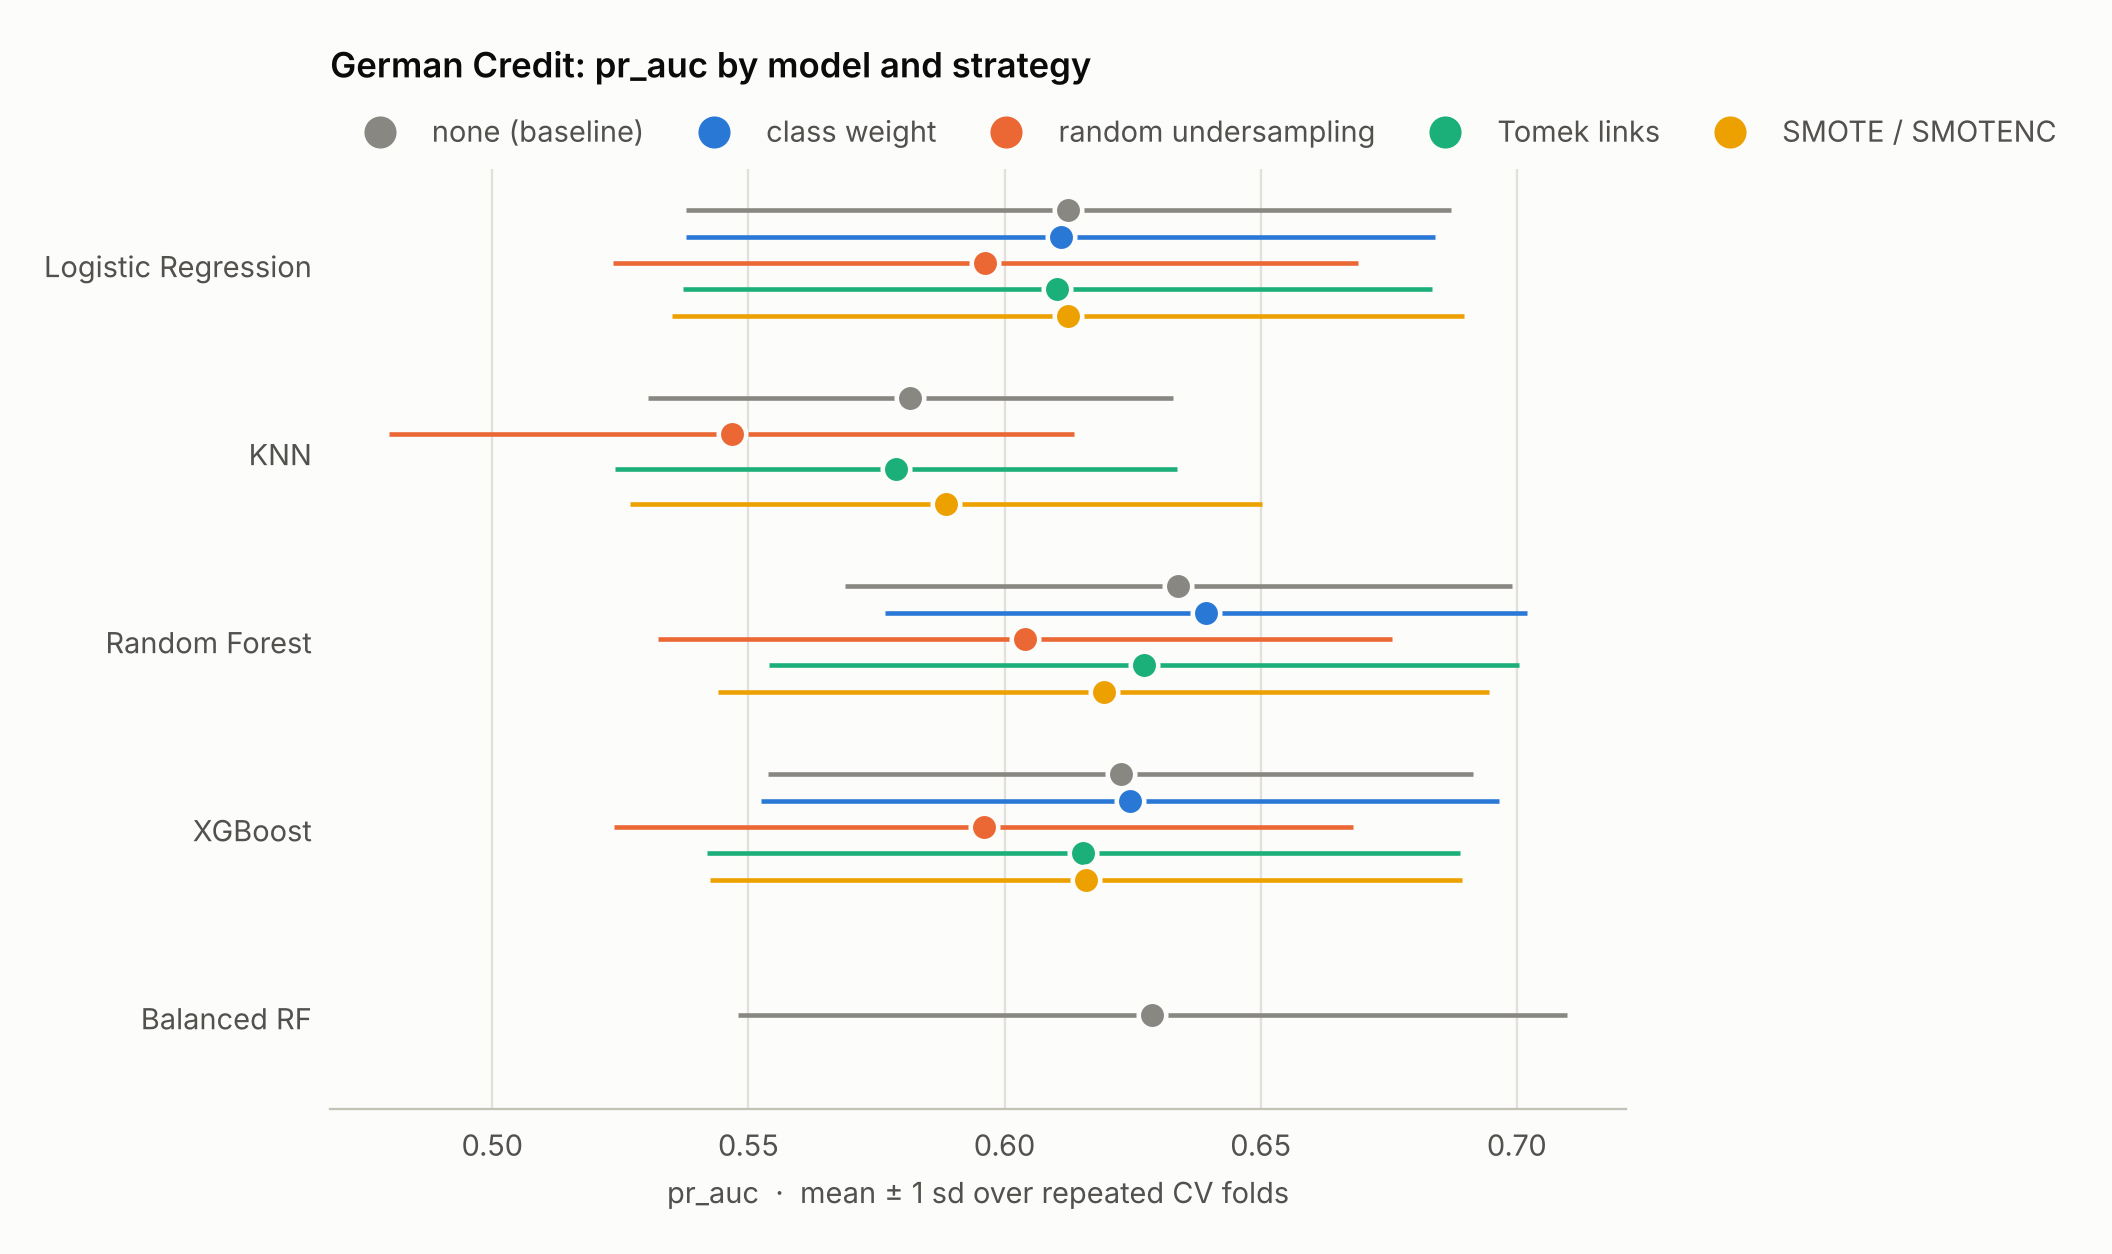 German Credit: pr_auc by model and strategy
none (baseline) class weight random undersampling Tomek links SMOTE / SMOTENC
Logistic Regression
KNN
Random Forest
XGBoost
Balanced RF
0.50 0.55 0.60 0.65 0.70
pr_auc · mean ± 1 sd over repeated CV folds